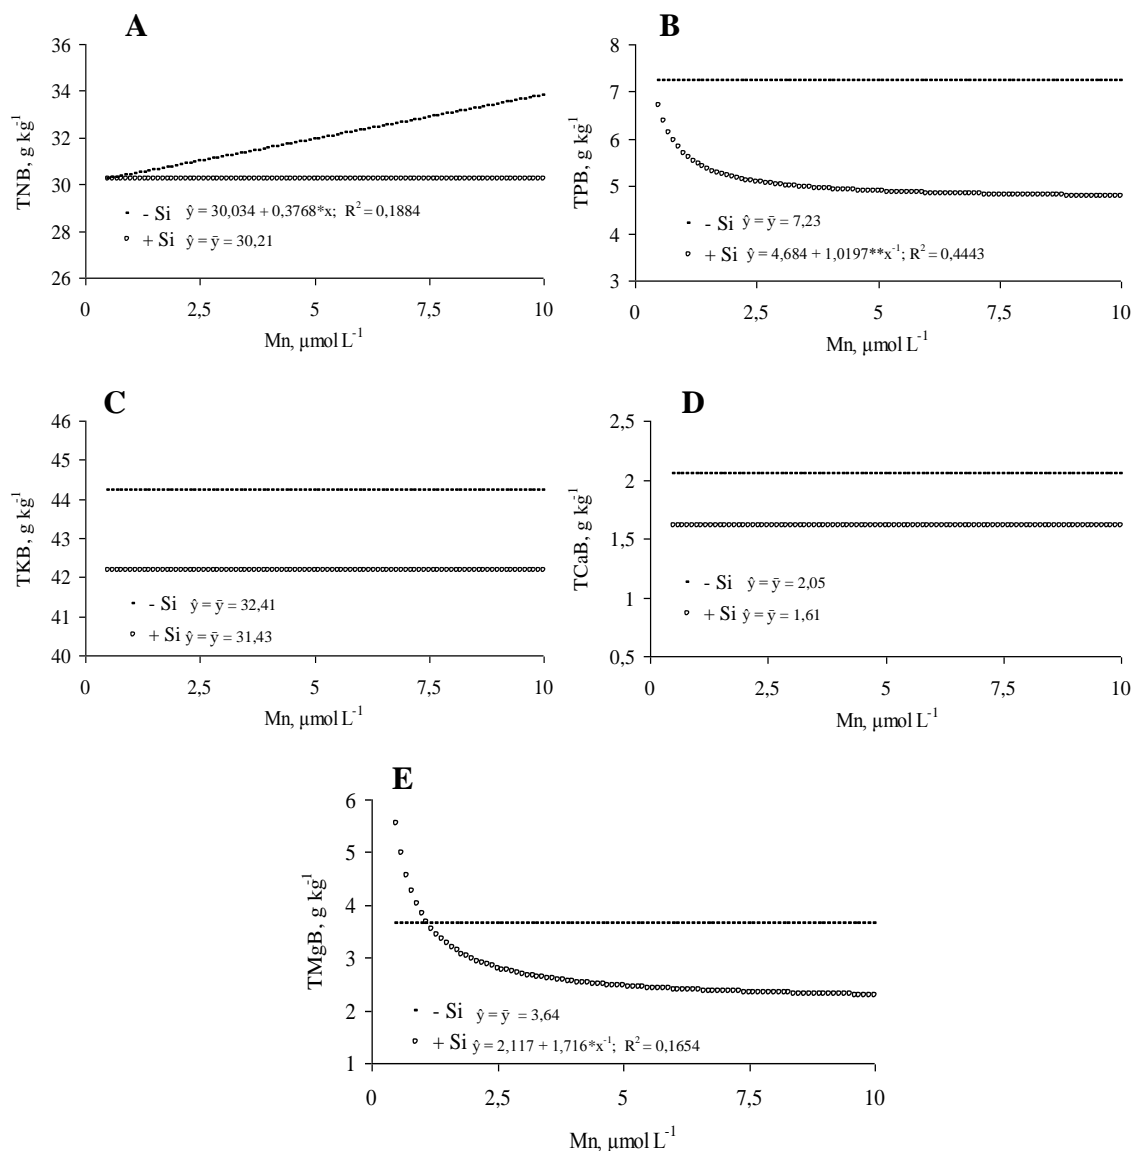 A
36
34
32
30
28
26
TNB, g kg⁻¹
- Si ŷ = 30,034 + 0,3768*x; R² = 0,1884
+ Si ŷ = ȳ = 30,21
0 2,5 5 7,5 10
Mn, µmol L⁻¹
B
8
7
6
5
4
3
TPB, g kg⁻¹
- Si ŷ = ȳ = 7,23
+ Si ŷ = 4,684 + 1,0197**x⁻¹; R² = 0,4443
0 2,5 5 7,5 10
Mn, µmol L⁻¹
C
46
45
44
43
42
41
40
TKB, g kg⁻¹
- Si ŷ = ȳ = 32,41
+ Si ŷ = ȳ = 31,43
0 2,5 5 7,5 10
Mn, µmol L⁻¹
D
2,5
2
1,5
1
0,5
TCaB, g kg⁻¹
- Si ŷ = ȳ = 2,05
+ Si ŷ = ȳ = 1,61
0 2,5 5 7,5 10
Mn, µmol L⁻¹
E
6
5
4
3
2
1
TMgB, g kg⁻¹
- Si ŷ = ȳ = 3,64
+ Si ŷ = 2,117 + 1,716*x⁻¹; R² = 0,1654
0 2,5 5 7,5 10
Mn, µmol L⁻¹